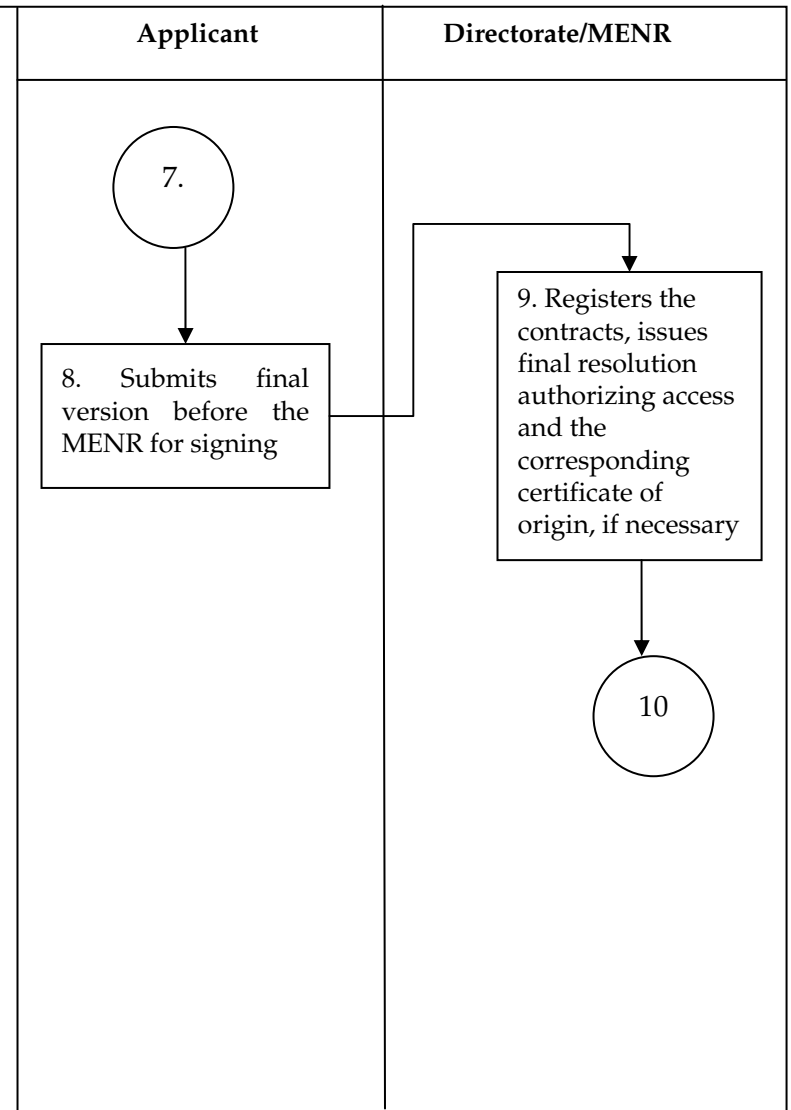 Applicant
Directorate/MENR
7.
8. Submits final
version before the
MENR for signing
9. Registers the
contracts, issues
final resolution
authorizing access
and the
corresponding
certificate of
origin, if necessary
10